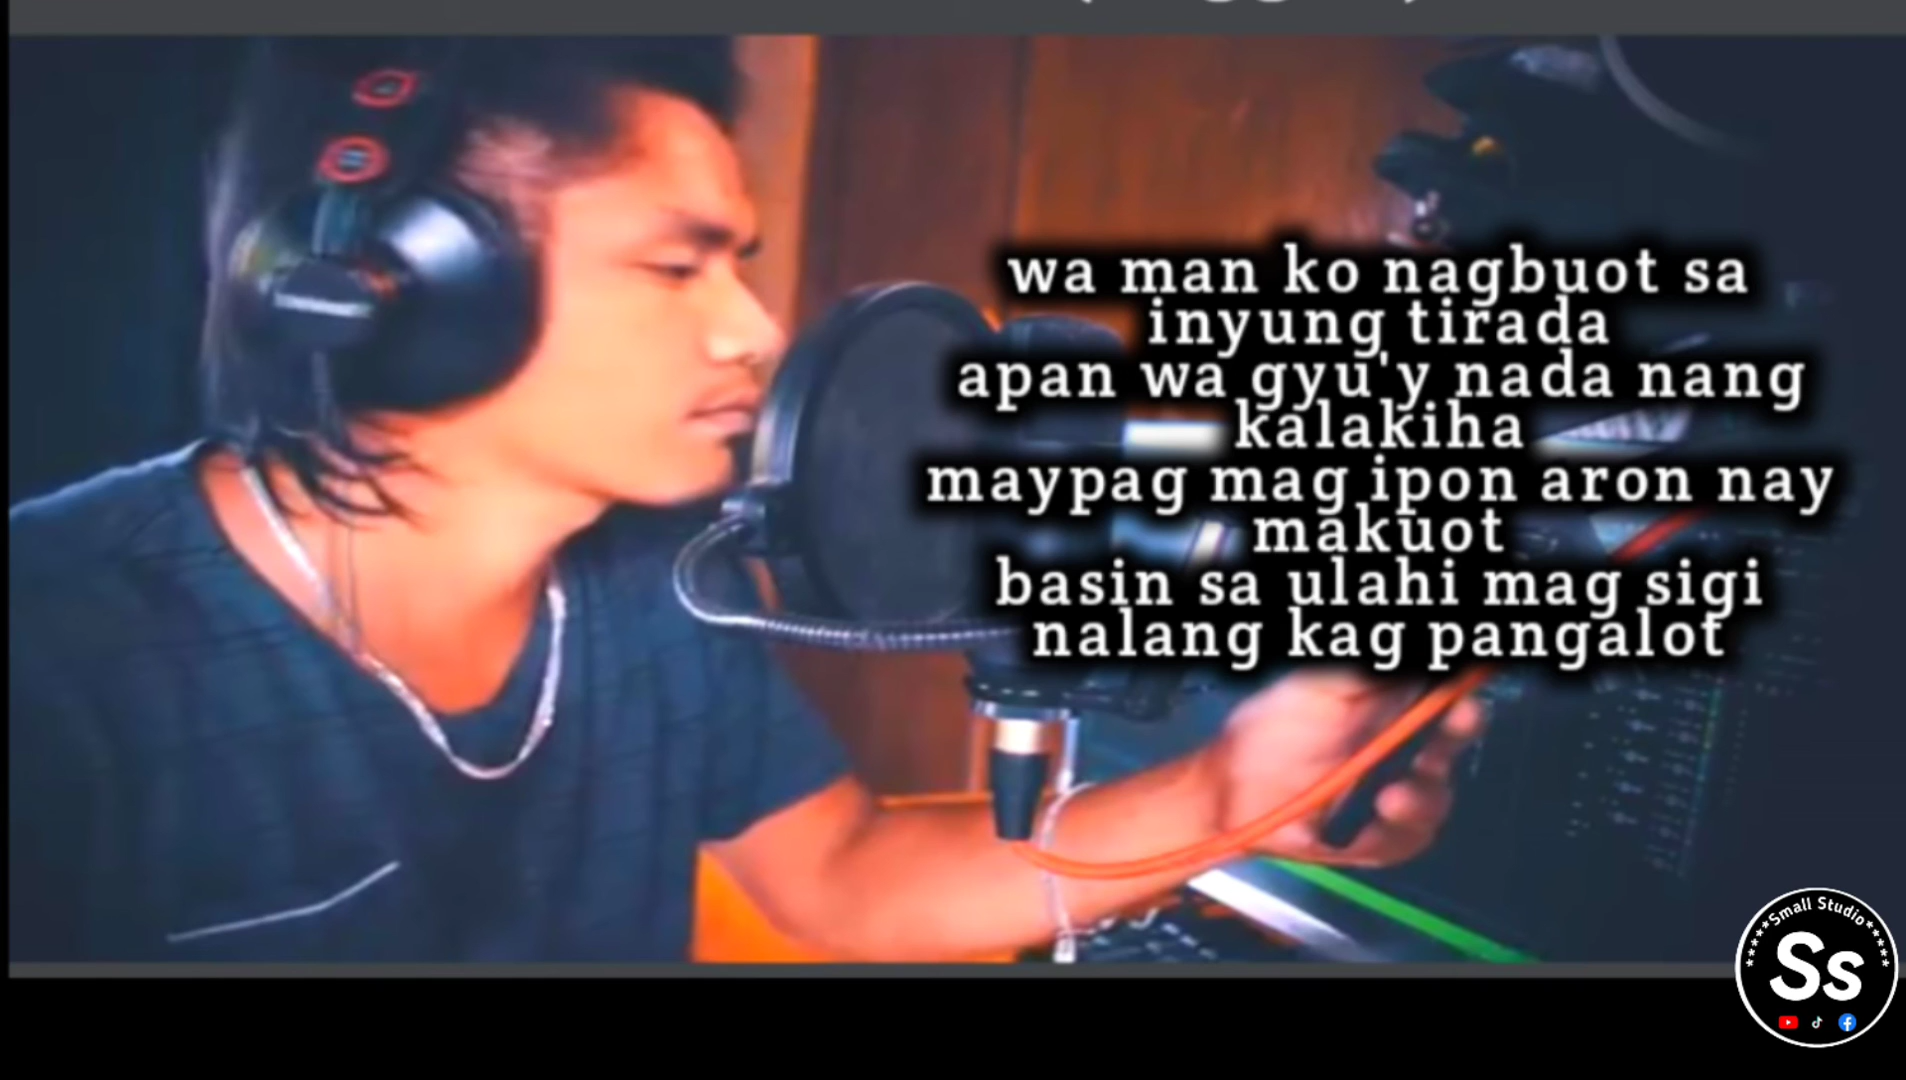 wa man ko nagbuot sa
inyung tirada
apan wa gyu'y nada nang
kalakiha
maypag mag ipon aron nay
makuot
basin sa ulahi mag sigi
nalang kag pangalot
*****Small Studio*****
Ss